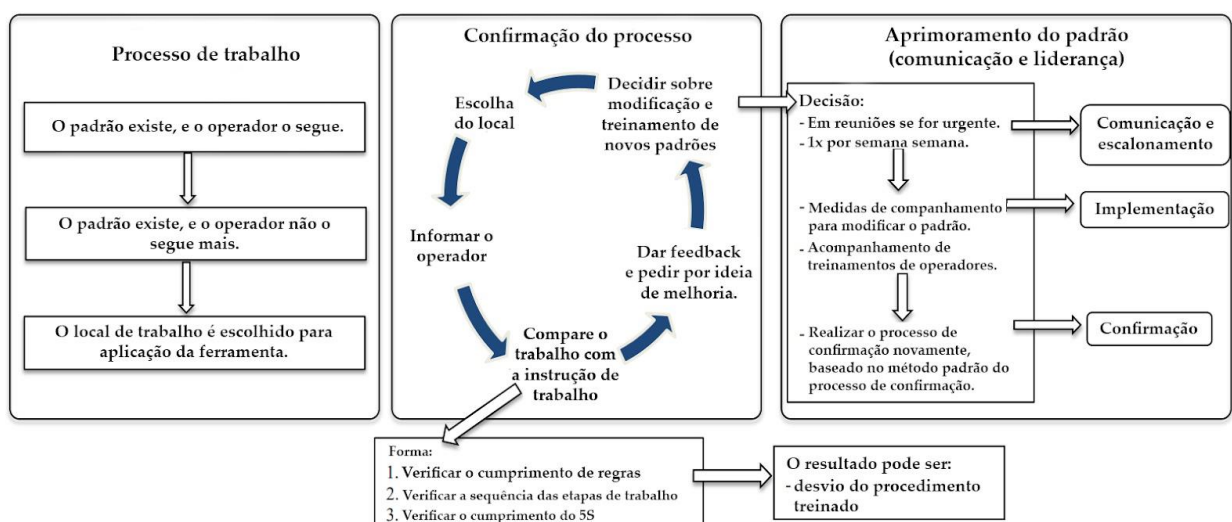 Processo de trabalho
O padrão existe, e o operador o segue.
O padrão existe, e o operador não o
segue mais.
O local de trabalho é escolhido para
aplicação da ferramenta.
Confirmação do processo
Escolha
do local
Informar o
operador
Compare o
trabalho com
a instrução de
trabalho
Dar feedback
e pedir por ideia
de melhoria.
Decidir sobre
modificação e
treinamento de
novos padrões
Forma:
1. Verificar o cumprimento de regras
2. Verificar a sequência das etapas de trabalho
3. Verificar o cumprimento do 5S
O resultado pode ser:
- desvio do procedimento
treinado
Aprimoramento do padrão
(comunicação e liderança)
Decisão:
- Em reuniões se for urgente.
- 1x por semana semana.
- Medidas de companhamento
para modificar o padrão.
- Acompanhamento de
treinamentos de operadores.
- Realizar o processo de
confirmação novamente,
baseado no método padrão do
processo de confirmação.
Comunicação e
escalonamento
Implementação
Confirmação